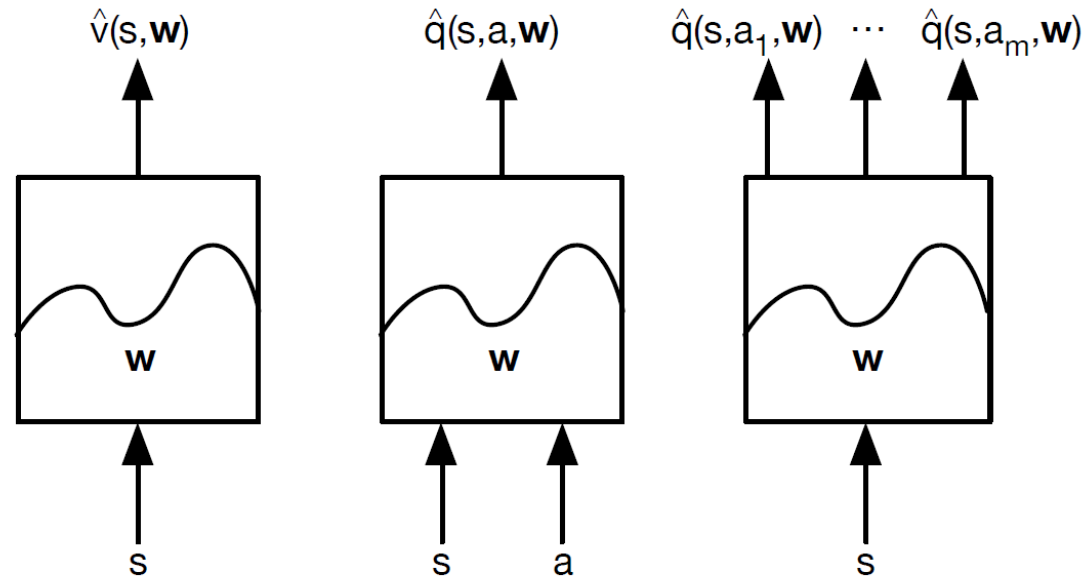 v̂(s,w) q̂(s,a,w) q̂(s,a₁,w) ⋯ q̂(s,aₘ,w)
w w w
s s a s